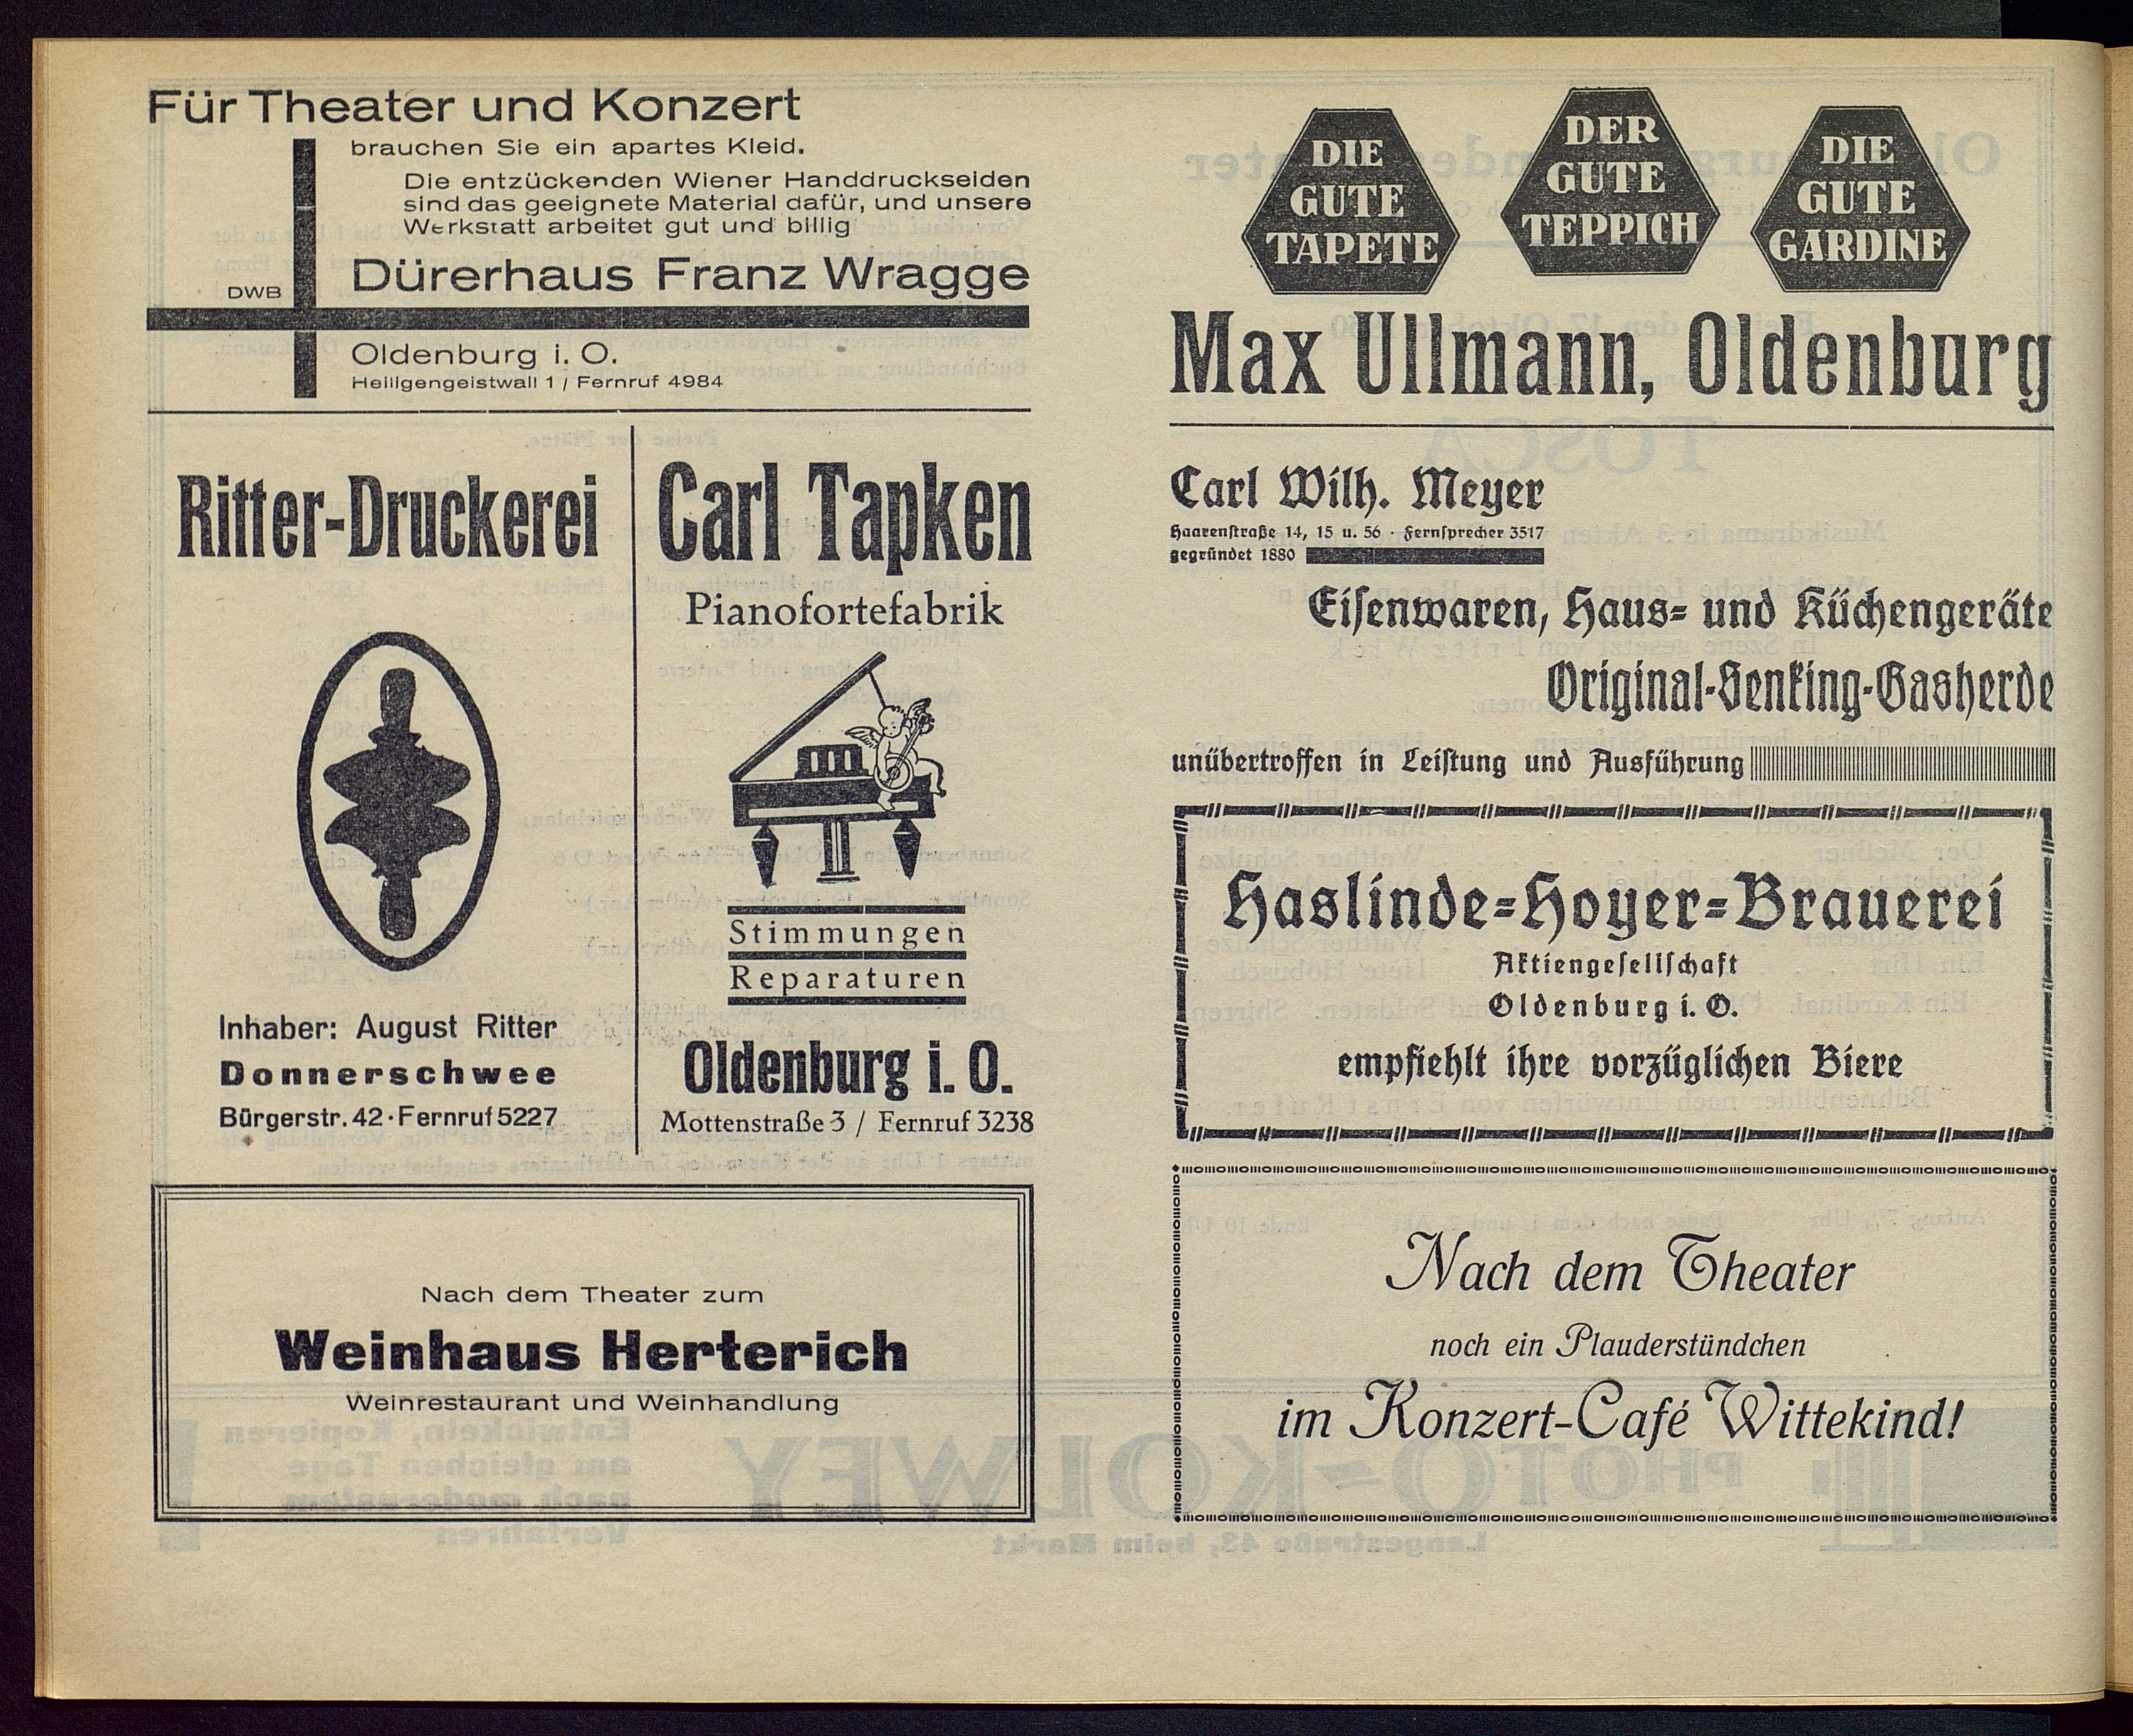 Für Theater und Konzert
brauchen Sie ein apartes Kleid.
Die entzückenden Wiener Handdruckseiden
sind das geeignete Material dafür, und unsere
Werkstatt arbeitet gut und billig
Dürerhaus Franz Wragge
DWB
Oldenburg i. O.
Heiligengeistwall 1 / Fernruf 4984
Ritter-Druckerei
Inhaber: August Ritter
Donnerschwee
Bürgerstr. 42 · Fernruf 5227
Carl Tapken
Pianofortefabrik
Stimmungen
Reparaturen
Oldenburg i. O.
Mottenstraße 3 / Fernruf 3238
Nach dem Theater zum
Weinhaus Herterich
Weinrestaurant und Weinhandlung
DIE
GUTE
TAPETE
DER
GUTE
TEPPICH
DIE
GUTE
GARDINE
Max Ullmann, Oldenburg
Carl Wilh. Meyer
Haarenſtraße 14, 15 u. 56 · Fernſprecher 3517
gegründet 1880
Eiſenwaren, Haus- und Küchengeräte
Original-Senking-Gasherde
unübertroffen in Leiſtung und Ausführung
Haslinde-Hoyer-Brauerei
Aktiengeſellſchaft
Oldenburg i. O.
empfiehlt ihre vorzüglichen Biere
Nach dem Theater
noch ein Plauderstündchen
im Konzert-Café Wittekind!